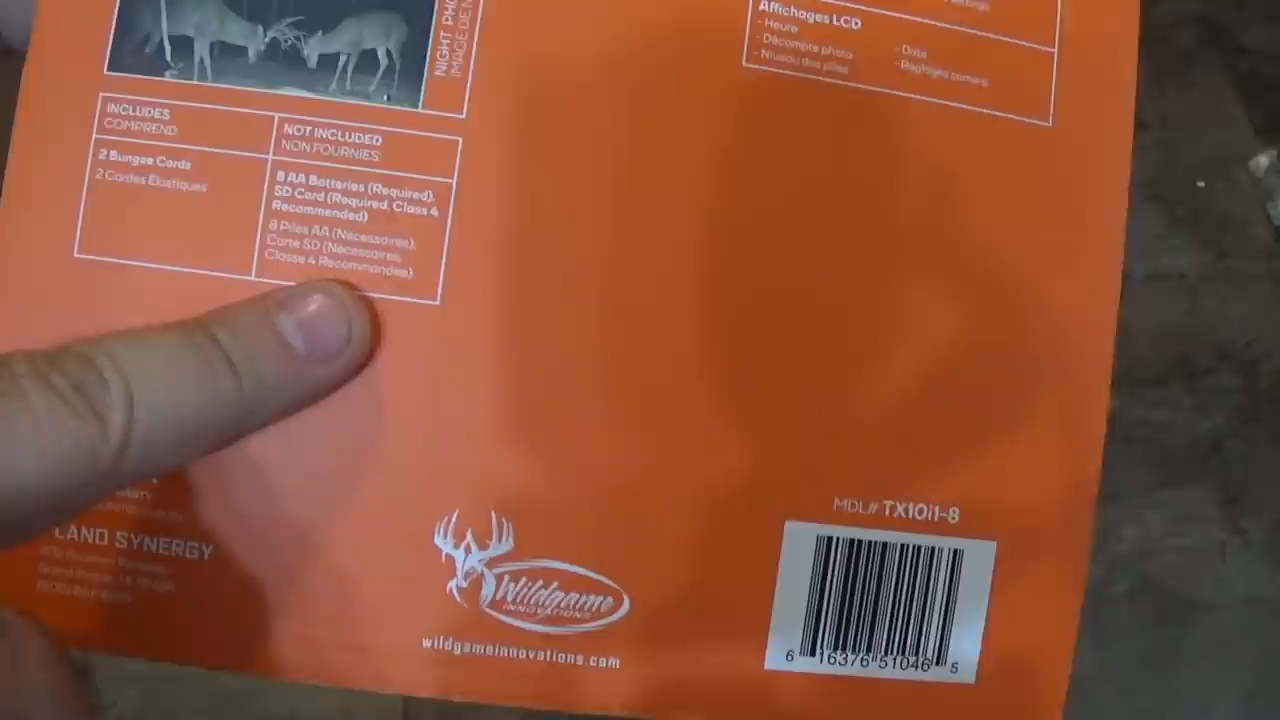 NIGHT PHO
Affichages LCD
- Heure
- Décompte photo
- Niveau des piles
- Date
- Réglages caméra
INCLUDES
COMPREND
NOT INCLUDED
NON FOURNIES
2 Bungee Cords
2 Cordes Élastiques
8 AA Batteries (Required),
SD Card (Required, Class 4
Recommended)
8 Piles AA (Nécessaires),
Carte SD (Nécessaires,
Classe 4 Recommandée)
LAND SYNERGY
Wildgame
INNOVATIONS
wildgameinnovations.com
MDL# TX10i1-8
6 16376 51046 5